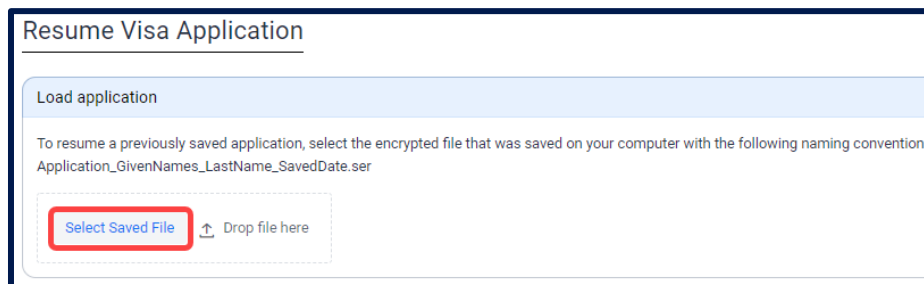 Resume Visa Application
Load application
To resume a previously saved application, select the encrypted file that was saved on your computer with the following naming convention
Application_GivenNames_LastName_SavedDate.ser
Select Saved File Drop file here